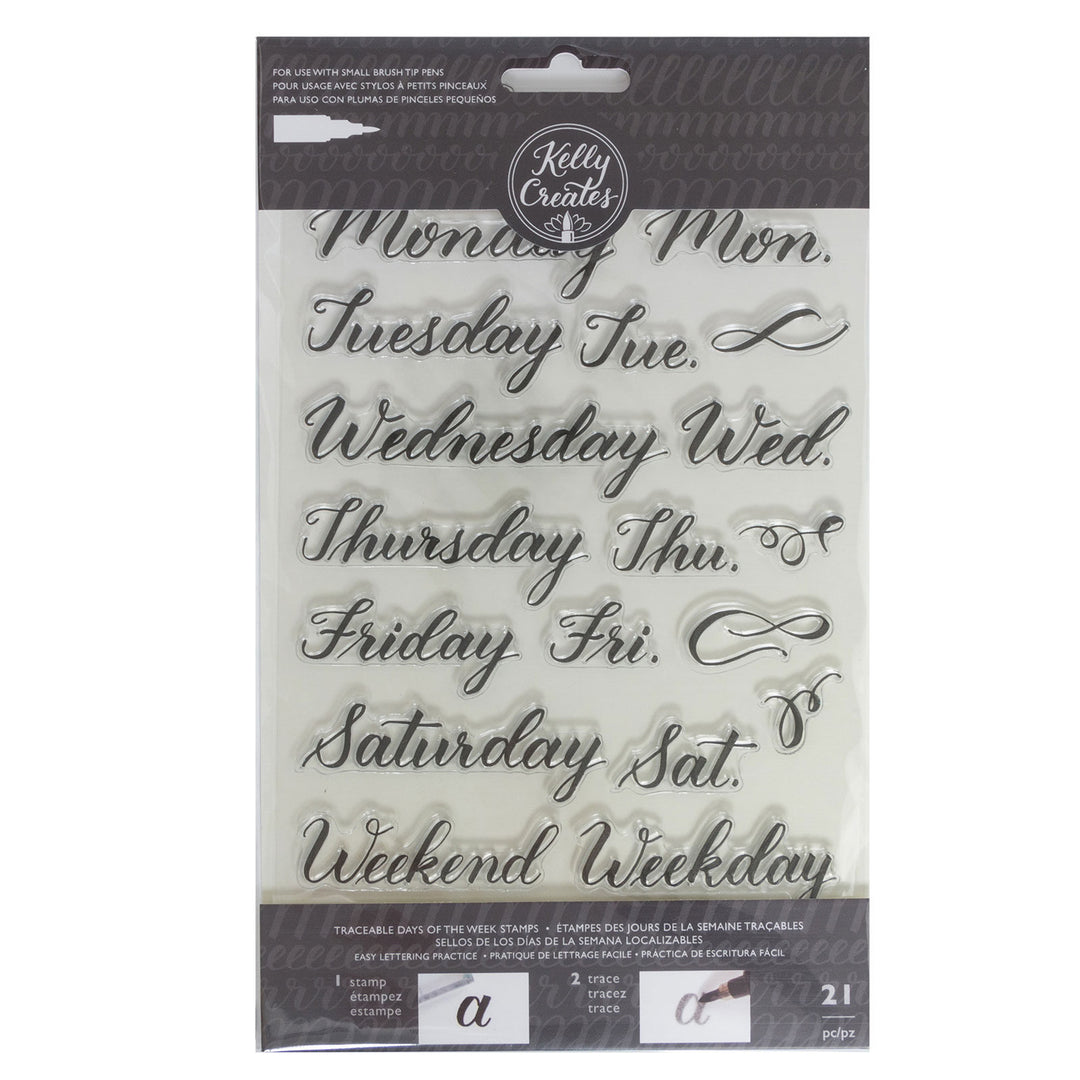 FOR USE WITH SMALL BRUSH TIP PENS
POUR USAGE AVEC STYLOS À PETITS PINCEAUX
PARA USO CON PLUMAS DE PINCELES PEQUEÑOS
Kelly
Creates
Monday Mon.
Tuesday Tue.
Wednesday Wed.
Thursday Thu.
Friday Fri.
Saturday Sat.
Weekend Weekday
TRACEABLE DAYS OF THE WEEK STAMPS • ÉTAMPES DES JOURS DE LA SEMAINE TRAÇABLES
SELLOS DE LOS DÍAS DE LA SEMANA LOCALIZABLES
EASY LETTERING PRACTICE • PRATIQUE DE LETTRAGE FACILE • PRÁCTICA DE ESCRITURA FÁCIL
1 stamp
étampez
estampe
a
2 trace
tracez
trace
a
21
pc/pz